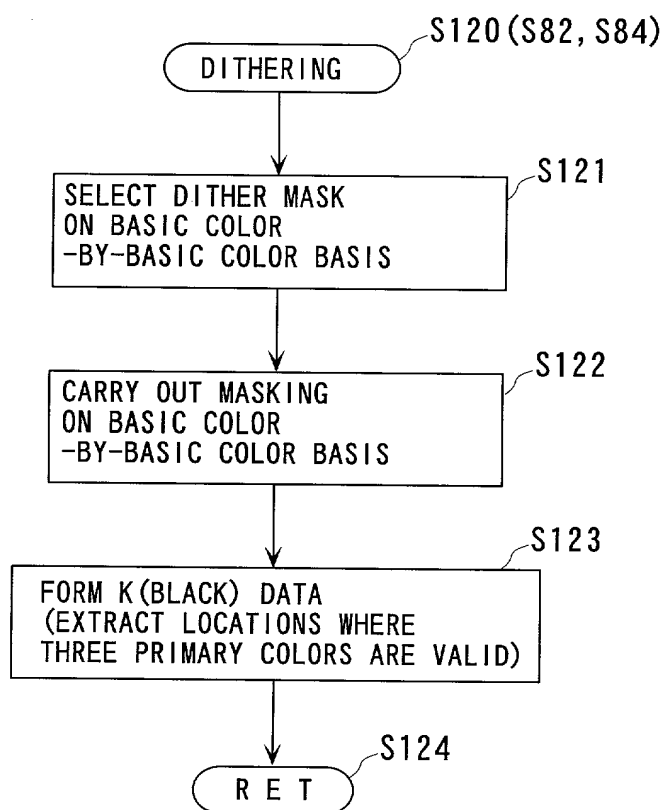 S120(S82, S84)
DITHERING
S121
SELECT DITHER MASK
ON BASIC COLOR
-BY-BASIC COLOR BASIS
S122
CARRY OUT MASKING
ON BASIC COLOR
-BY-BASIC COLOR BASIS
S123
FORM K(BLACK) DATA
(EXTRACT LOCATIONS WHERE
THREE PRIMARY COLORS ARE VALID)
S124
RET